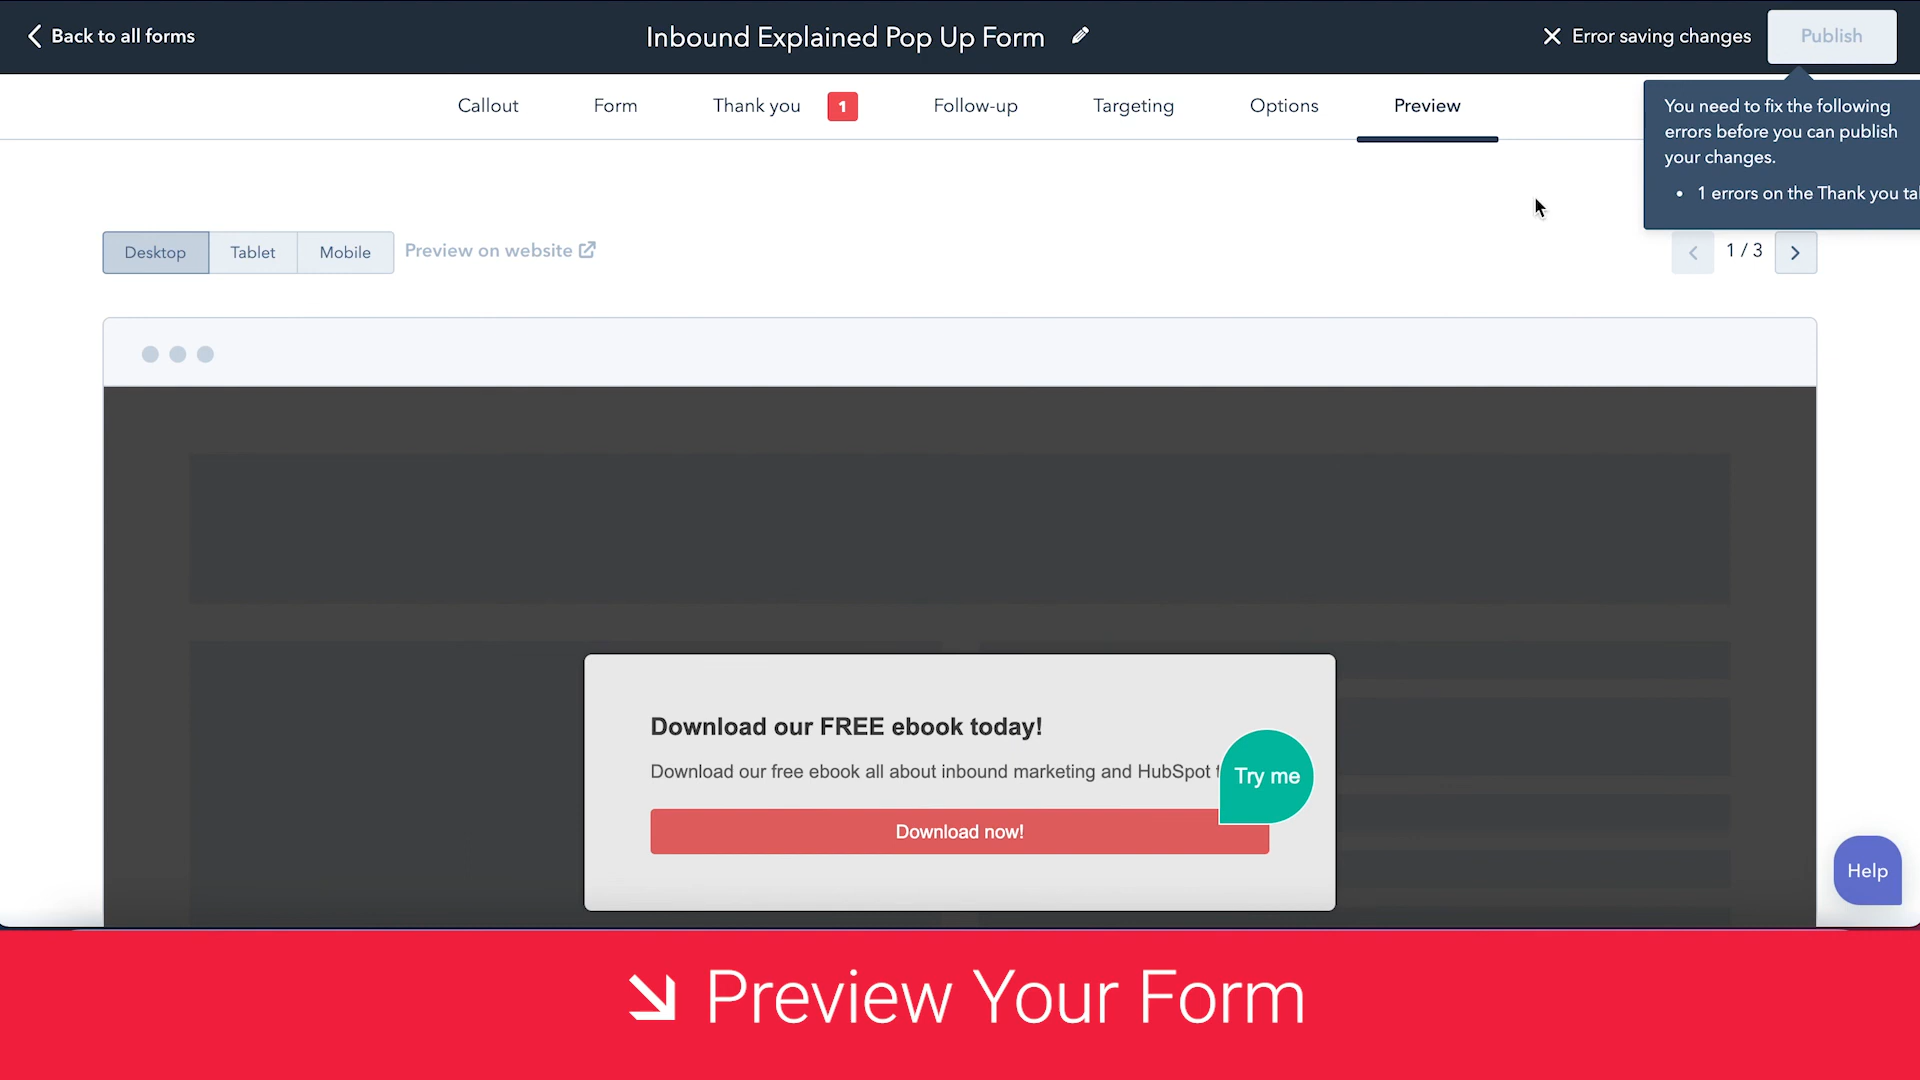 Back to all forms
Inbound Explained Pop Up Form
Error saving changes
Publish
Callout
Form
Thank you
1
Follow-up
Targeting
Options
Preview
You need to fix the following
errors before you can publish
your changes.
• 1 errors on the Thank you
Desktop
Tablet
Mobile
Preview on website
1 / 3
Download our FREE ebook today!
Download our free ebook all about inbound marketing and HubSpot
Try me
Download now!
Help
Preview Your Form